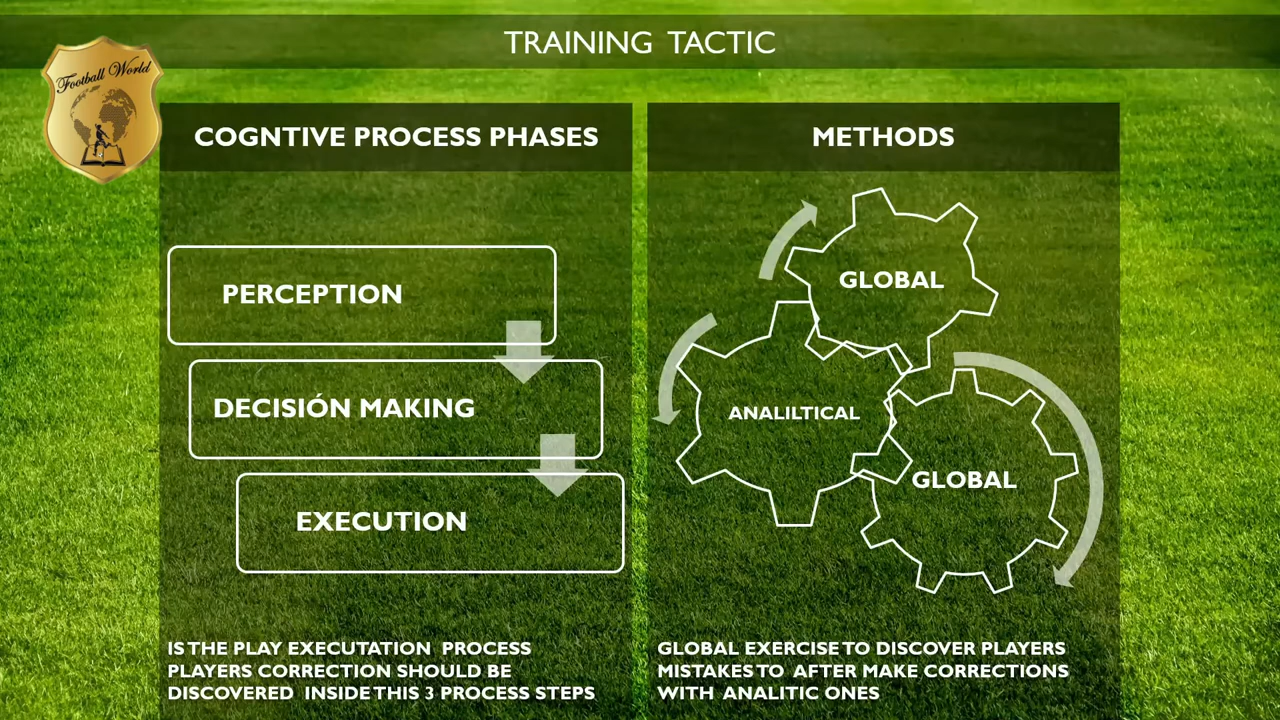 TRAINING TACTIC
Football World
COGNTIVE PROCESS PHASES
PERCEPTION
DECISIÓN MAKING
EXECUTION
IS THE PLAY EXECUTATION PROCESS
PLAYERS CORRECTION SHOULD BE
DISCOVERED INSIDE THIS 3 PROCESS STEPS
METHODS
GLOBAL
ANALILTICAL
GLOBAL
GLOBAL EXERCISE TO DISCOVER PLAYERS
MISTAKES TO AFTER MAKE CORRECTIONS
WITH ANALITIC ONES